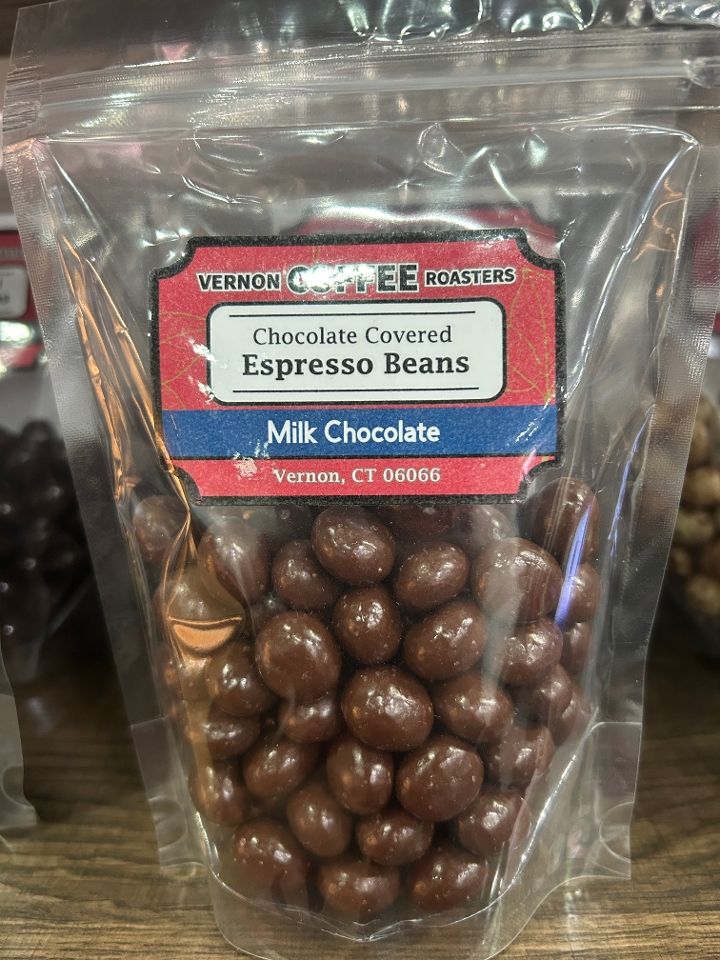 VERNON COFFEE ROASTERS
Chocolate Covered
Espresso Beans
Milk Chocolate
Vernon, CT 06066